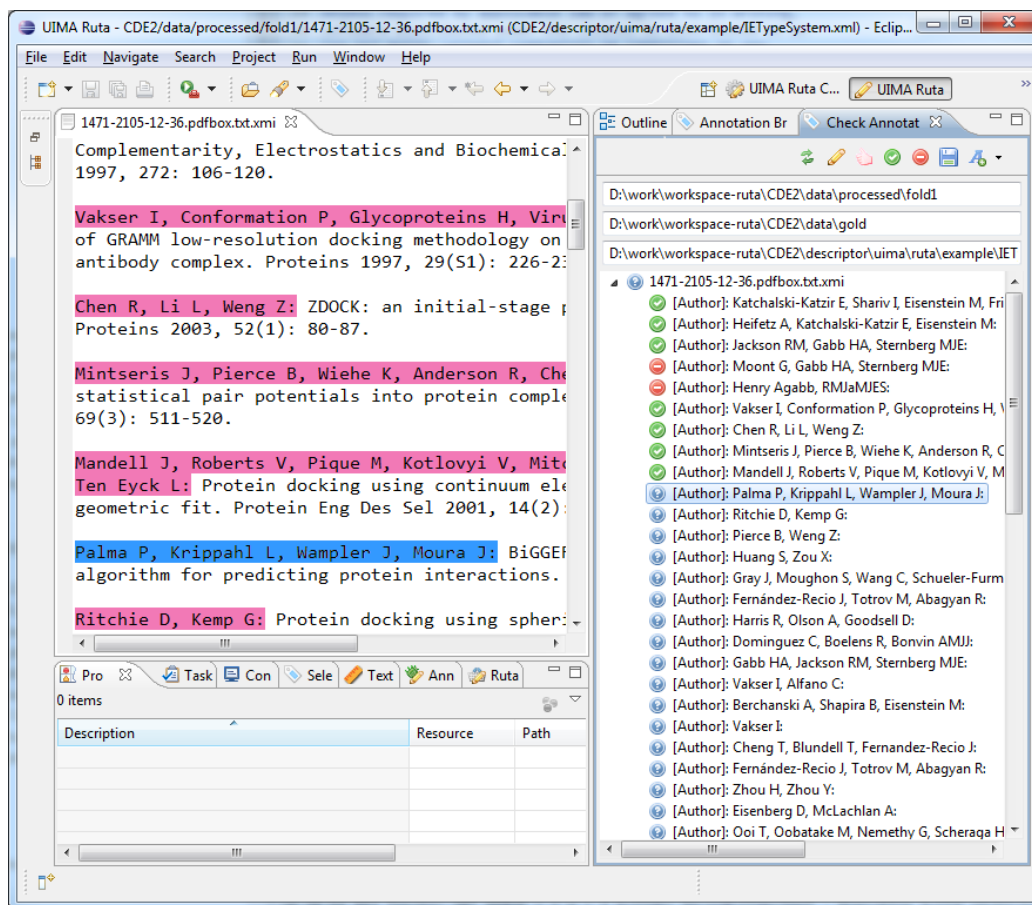 UIMA Ruta - CDE2/data/processed/fold1/1471-2105-12-36.pdfbox.txt.xmi (CDE2/descriptor/uima/ruta/example/IETypeSystem.xml) - Eclip...
File Edit Navigate Search Project Run Window Help
UIMA Ruta C... UIMA Ruta »
1471-2105-12-36.pdfbox.txt.xmi
Complementarity, Electrostatics and Biochemical
1997, 272: 106-120.
Vakser I, Conformation P, Glycoproteins H, Viru
of GRAMM low-resolution docking methodology on
antibody complex. Proteins 1997, 29(S1): 226-23
Chen R, Li L, Weng Z: ZDOCK: an initial-stage p
Proteins 2003, 52(1): 80-87.
Mintseris J, Pierce B, Wiehe K, Anderson R, Che
statistical pair potentials into protein comple
69(3): 511-520.
Mandell J, Roberts V, Pique M, Kotlovyi V, Mitc
Ten Eyck L: Protein docking using continuum ele
geometric fit. Protein Eng Des Sel 2001, 14(2):
Palma P, Krippahl L, Wampler J, Moura J: BiGGER
algorithm for predicting protein interactions.
Ritchie D, Kemp G: Protein docking using spheri
Pro Task Con Sele Text Ann Ruta
0 items
Description Resource Path
Outline Annotation Br Check Annotat
D:\work\workspace-ruta\CDE2\data\processed\fold1
D:\work\workspace-ruta\CDE2\data\gold
D:\work\workspace-ruta\CDE2\descriptor\uima\ruta\example\IET
1471-2105-12-36.pdfbox.txt.xmi
[Author]: Katchalski-Katzir E, Shariv I, Eisenstein M, Fri
[Author]: Heifetz A, Katchalski-Katzir E, Eisenstein M:
[Author]: Jackson RM, Gabb HA, Sternberg MJE:
[Author]: Moont G, Gabb HA, Sternberg MJE:
[Author]: Henry Agabb, RMJaMJES:
[Author]: Vakser I, Conformation P, Glycoproteins H, V
[Author]: Chen R, Li L, Weng Z:
[Author]: Mintseris J, Pierce B, Wiehe K, Anderson R, C
[Author]: Mandell J, Roberts V, Pique M, Kotlovyi V, M
[Author]: Palma P, Krippahl L, Wampler J, Moura J:
[Author]: Ritchie D, Kemp G:
[Author]: Pierce B, Weng Z:
[Author]: Huang S, Zou X:
[Author]: Gray J, Moughon S, Wang C, Schueler-Furm
[Author]: Fernández-Recio J, Totrov M, Abagyan R:
[Author]: Harris R, Olson A, Goodsell D:
[Author]: Dominguez C, Boelens R, Bonvin AMJJ:
[Author]: Gabb HA, Jackson RM, Sternberg MJE:
[Author]: Vakser I, Alfano C:
[Author]: Berchanski A, Shapira B, Eisenstein M:
[Author]: Vakser I:
[Author]: Cheng T, Blundell T, Fernandez-Recio J:
[Author]: Fernández-Recio J, Totrov M, Abagyan R:
[Author]: Zhou H, Zhou Y:
[Author]: Eisenberg D, McLachlan A:
[Author]: Ooi T, Oobatake M, Nemethy G, Scheraga H